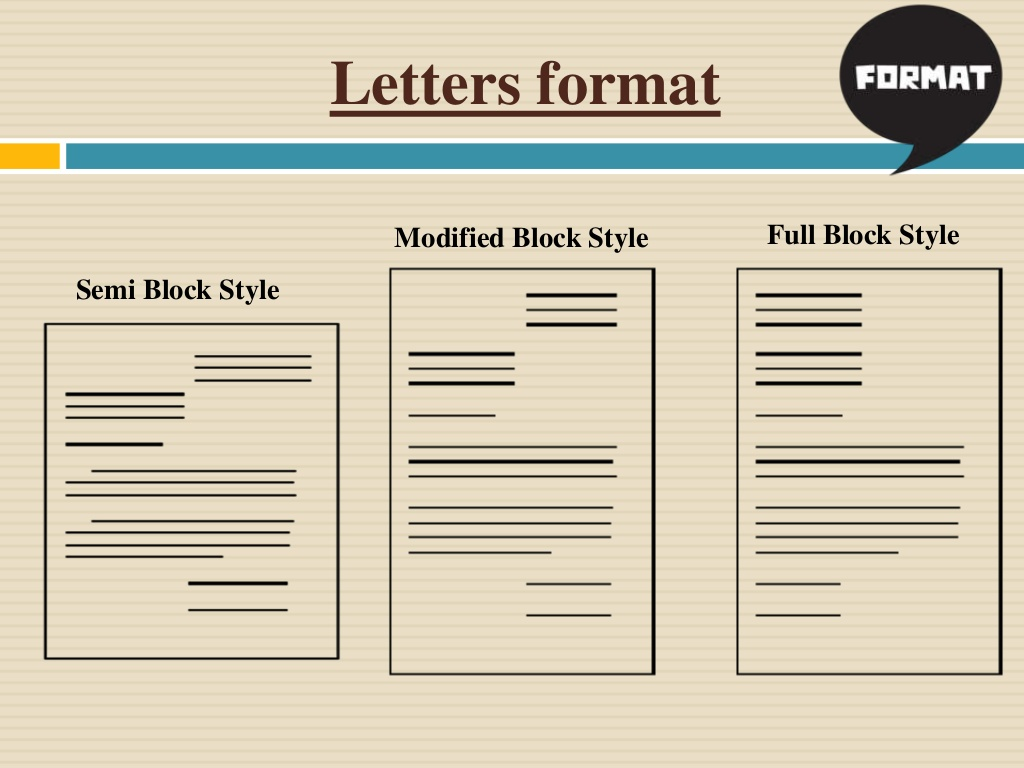 Letters format
FORMAT
Modified Block Style
Full Block Style
Semi Block Style